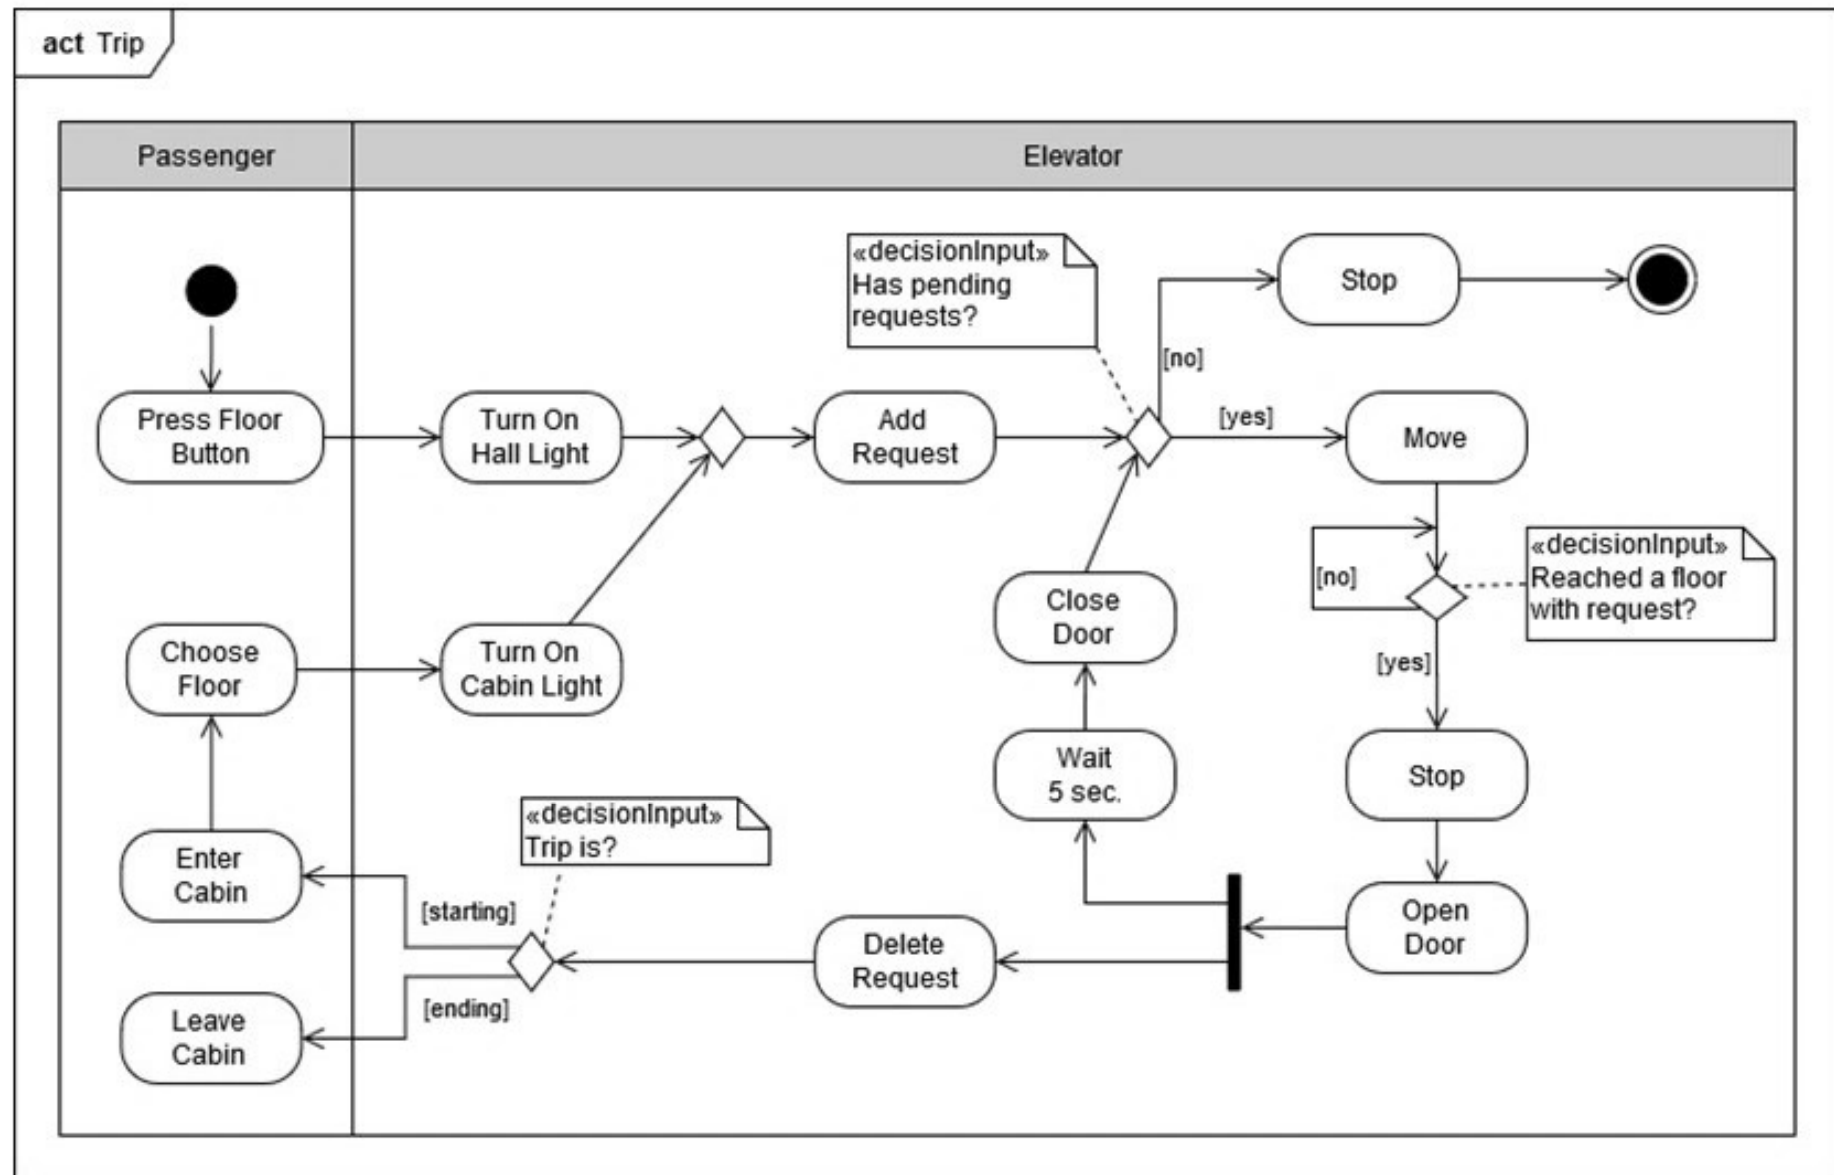 act Trip
Passenger
Elevator
«decisionInput»
Has pending
requests?
Stop
[no]
Press Floor
Button
Turn On
Hall Light
Add
Request
[yes]
Move
«decisionInput»
Reached a floor
with request?
[no]
Close
Door
Choose
Floor
Turn On
Cabin Light
[yes]
Wait
5 sec.
Stop
«decisionInput»
Trip is?
Enter
Cabin
[starting]
Open
Door
Delete
Request
[ending]
Leave
Cabin